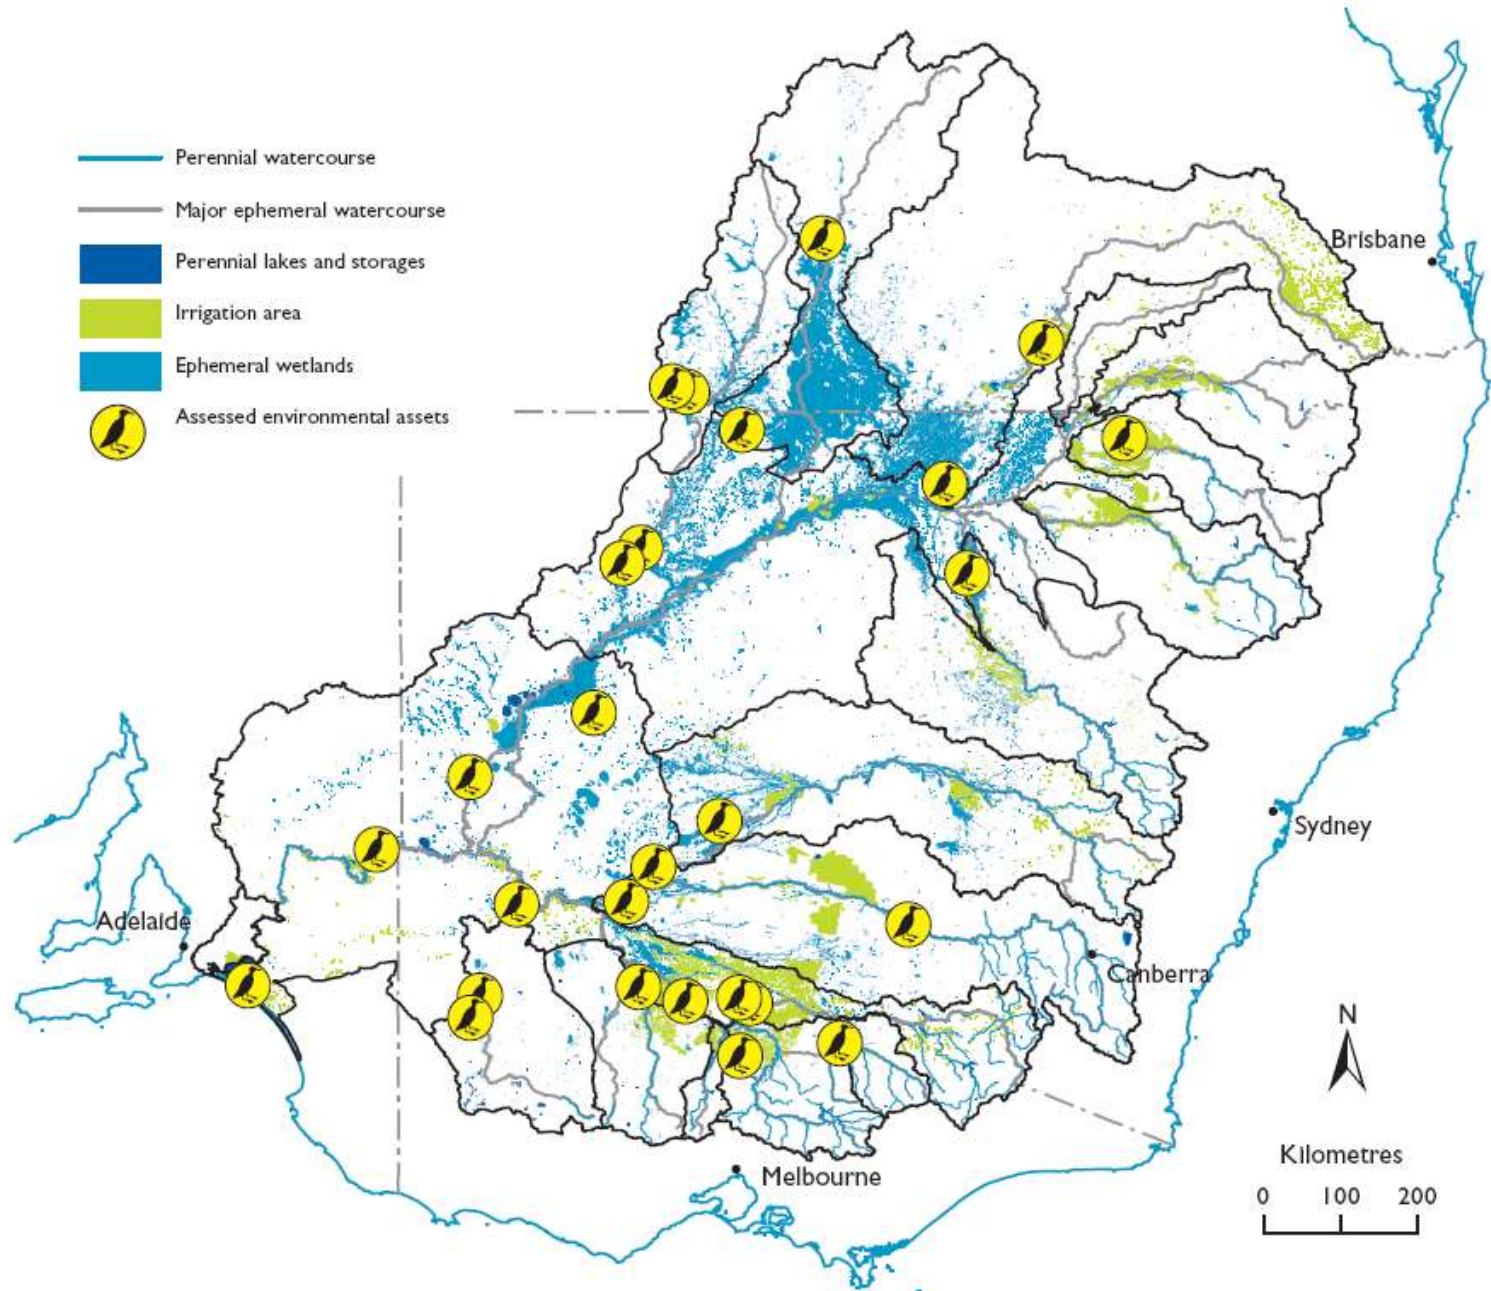 Perennial watercourse
Major ephemeral watercourse
Perennial lakes and storages
Irrigation area
Ephemeral wetlands
Assessed environmental assets
Brisbane
Sydney
Adelaide
Canberra
Melbourne
N
Kilometres
0 100 200